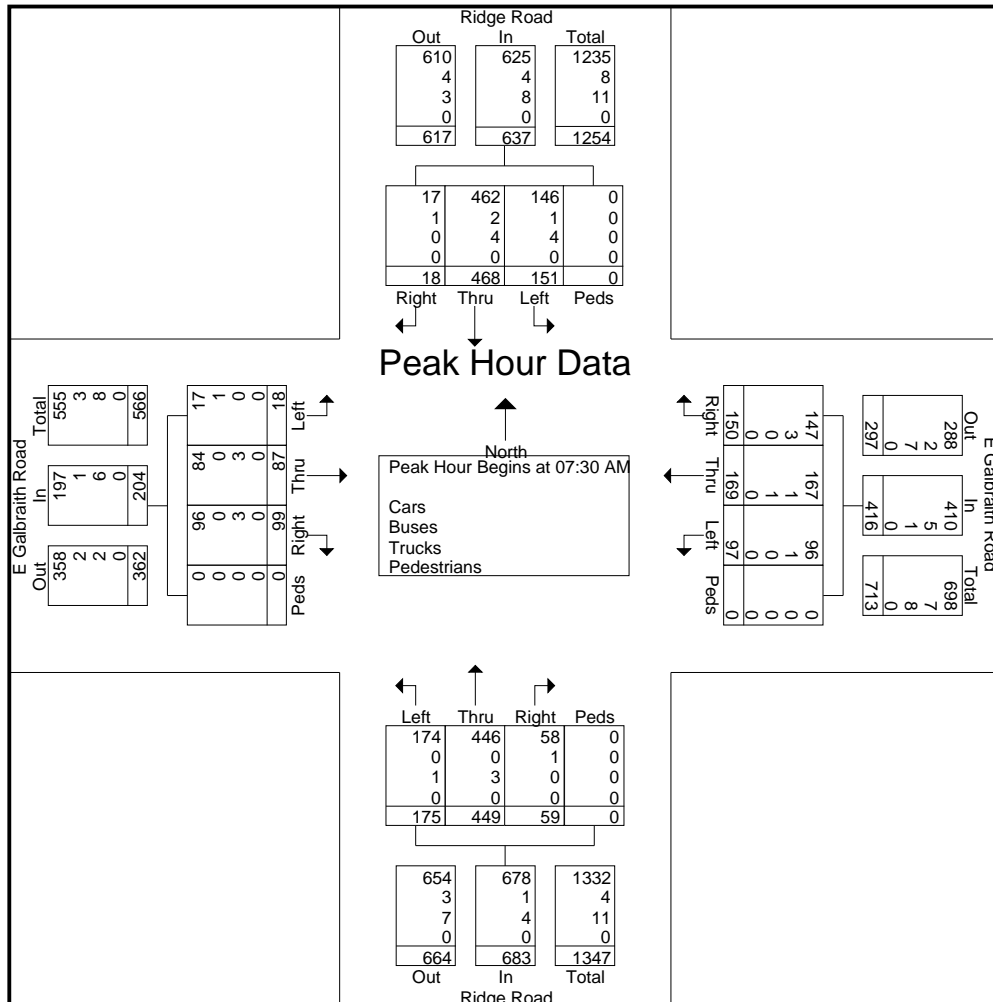 Ridge Road
Out In Total
610 625 1235
4 4 8
3 8 11
0 0 0
617 637 1254
17 462 146 0
1 2 1 0
0 4 4 0
0 0 0 0
18 468 151 0
Right Thru Left Peds
Peak Hour Data
North
Peak Hour Begins at 07:30 AM
Cars
Buses
Trucks
Pedestrians
E Galbraith Road
Total In Out
555 197 358
3 1 2
8 6 2
0 0 0
566 204 362
17 84 96 0
1 0 0 0
0 3 3 0
0 0 0 0
18 87 99 0
Left Thru Right Peds
Right Thru Left Peds
150 169 97 0
0 0 0 0
0 1 0 0
3 1 1 0
147 167 96 0
E Galbraith Road
Out In Total
288 410 698
2 5 7
7 1 8
0 0 0
297 416 713
Left Thru Right Peds
174 446 58 0
0 0 1 0
1 3 0 0
0 0 0 0
175 449 59 0
654 678 1332
3 1 4
7 4 11
0 0 0
664 683 1347
Out In Total
Ridge Road